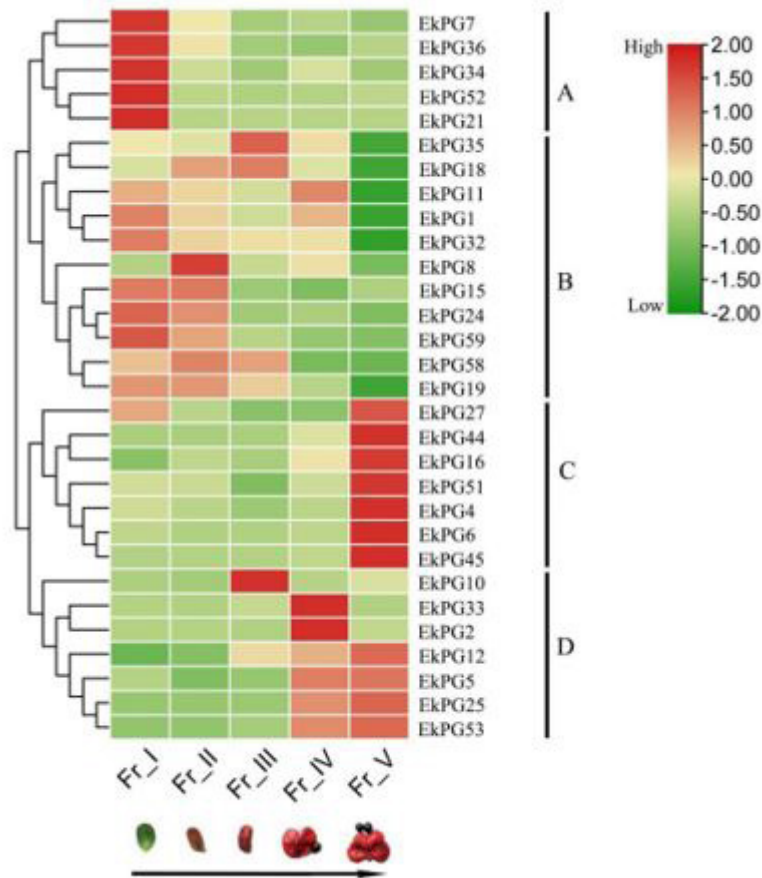 EkPG7
EkPG36
EkPG34
EkPG52
EkPG21
EkPG35
EkPG18
EkPG11
EkPG1
EkPG32
EkPG8
EkPG15
EkPG24
EkPG59
EkPG58
EkPG19
EkPG27
EkPG44
EkPG16
EkPG51
EkPG4
EkPG6
EkPG45
EkPG10
EkPG33
EkPG2
EkPG12
EkPG5
EkPG25
EkPG53
A
B
C
D
High
Low
2.00
1.50
1.00
0.50
0.00
-0.50
-1.00
-1.50
-2.00
Fr_I
Fr_II
Fr_III
Fr_IV
Fr_V